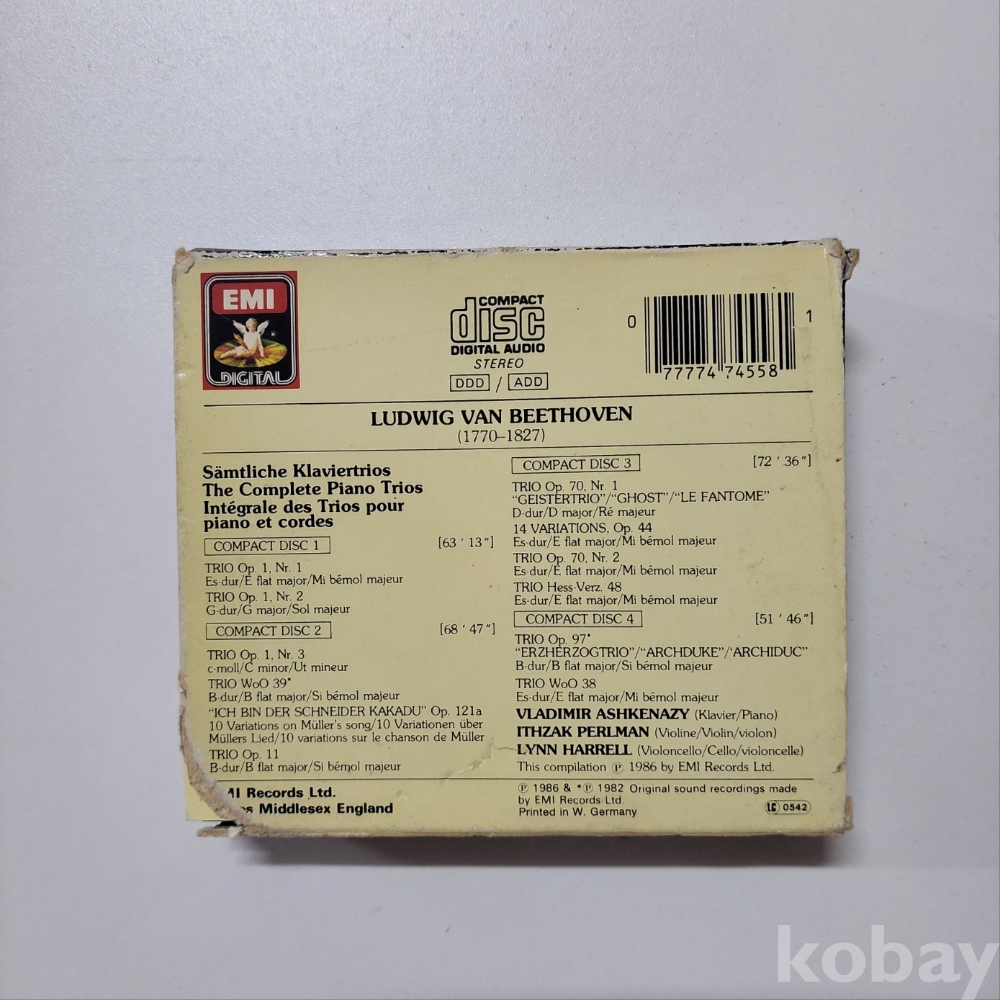 EMI
DIGITAL
COMPACT
disc
DIGITAL AUDIO
STEREO
DDD / ADD
0 77774 74558 1
LUDWIG VAN BEETHOVEN
(1770–1827)
Sämtliche Klaviertrios
The Complete Piano Trios
Intégrale des Trios pour
piano et cordes
COMPACT DISC 1 [63'13"]
TRIO Op. 1, Nr. 1
Es-dur/E flat major/Mi bémol majeur
TRIO Op. 1, Nr. 2
G-dur/G major/Sol majeur
COMPACT DISC 2 [68'47"]
TRIO Op. 1, Nr. 3
c-moll/C minor/Ut mineur
TRIO WoO 39*
B-dur/B flat major/Si bémol majeur
"ICH BIN DER SCHNEIDER KAKADU" Op. 121a
10 Variations on Müller's song/10 Variationen über
Müllers Lied/10 variations sur le chanson de Müller
TRIO Op. 11
B-dur/B flat major/Si bémol majeur
COMPACT DISC 3 [72'36"]
TRIO Op. 70, Nr. 1
"GEISTERTRIO"/"GHOST"/"LE FANTOME"
D-dur/D major/Ré majeur
14 VARIATIONS, Op. 44
Es-dur/E flat major/Mi bémol majeur
TRIO Op. 70, Nr. 2
Es-dur/E flat major/Mi bémol majeur
TRIO Hess-Verz. 48
Es-dur/E flat major/Mi bémol majeur
COMPACT DISC 4 [51'46"]
TRIO Op. 97*
"ERZHERZOGTRIO"/"ARCHDUKE"/'ARCHIDUC"
B-dur/B flat major/Si bémol majeur
TRIO WoO 38
Es-dur/E flat major/Mi bémol majeur
VLADIMIR ASHKENAZY (Klavier/Piano)
ITHZAK PERLMAN (Violine/Violin/violon)
LYNN HARRELL (Violoncello/Cello/violoncelle)
This compilation ℗ 1986 by EMI Records Ltd.
Records Ltd.
Middlesex England
℗ 1986 & *℗ 1982 Original sound recordings made
by EMI Records Ltd.
Printed in W. Germany
LC 0542
kobay